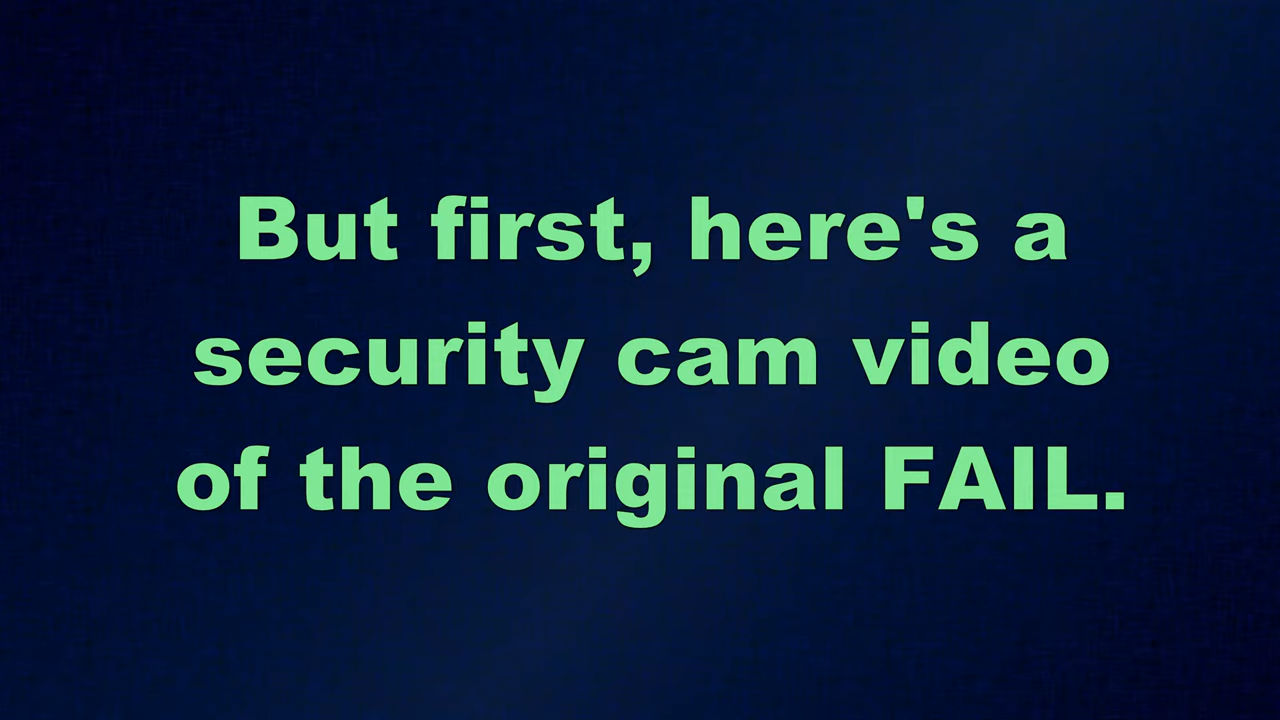 But first, here's a
security cam video
of the original FAIL.